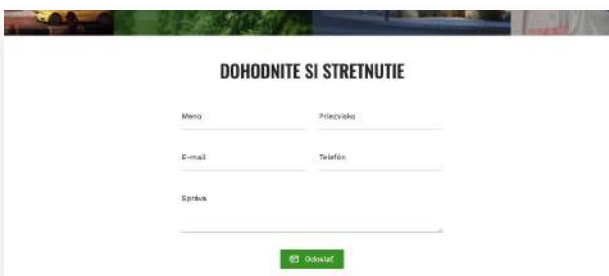 DOHODNITE SI STRETNUTIE
Meno Priezvisko
E-mail Telefón
Správa
Odoslať